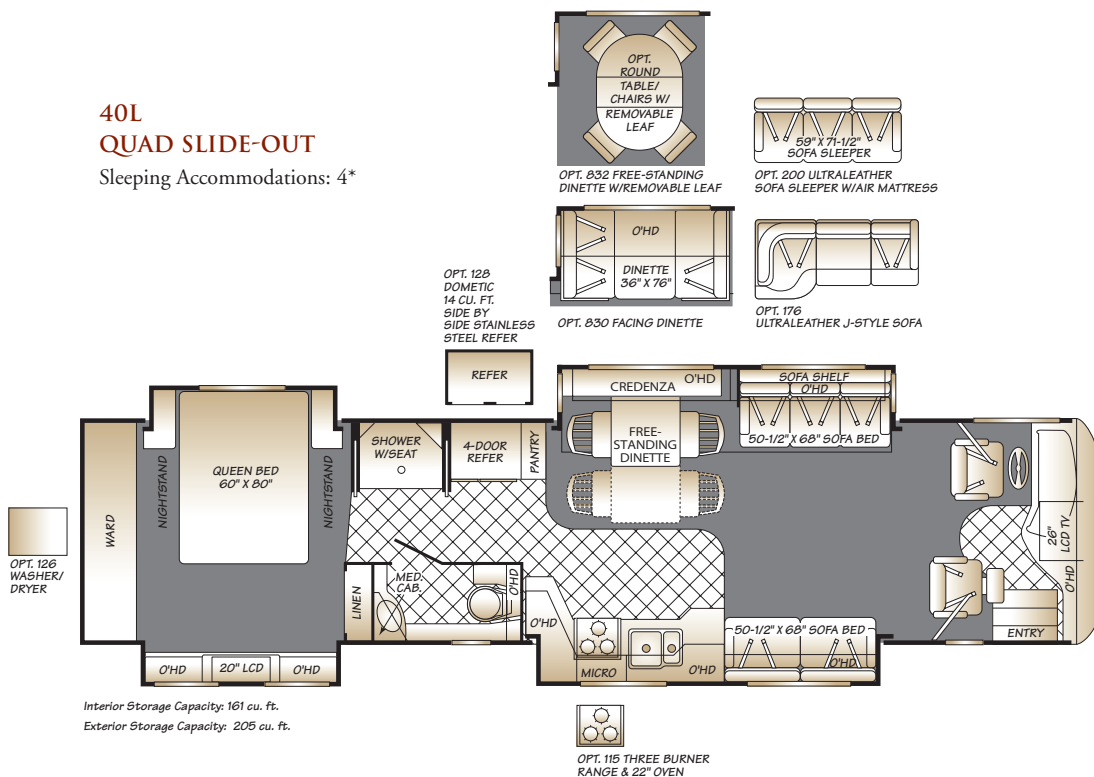 40L
QUAD SLIDE-OUT
Sleeping Accommodations: 4*
OPT.
ROUND
TABLE/
CHAIRS W/
REMOVABLE
LEAF
OPT. 832 FREE-STANDING
DINETTE W/REMOVABLE LEAF
59" X 71-1/2"
SOFA SLEEPER
OPT. 200 ULTRALEATHER
SOFA SLEEPER W/AIR MATTRESS
O'HD
DINETTE
36" X 76"
OPT. 830 FACING DINETTE
OPT. 176
ULTRALEATHER J-STYLE SOFA
OPT. 128
DOMETIC
14 CU. FT.
SIDE BY
SIDE STAINLESS
STEEL REFER
REFER
WARD
NIGHTSTAND
QUEEN BED
60" X 80"
NIGHTSTAND
SHOWER
W/SEAT
4-DOOR
REFER
PANTRY
CREDENZA
O'HD
FREE-
STANDING
DINETTE
SOFA SHELF
O'HD
50-1/2" X 68" SOFA BED
26"
LCD TV
O'HD
OPT. 126
WASHER/
DRYER
LINEN
MED.
CAB.
O'HD
O'HD
MICRO
O'HD
50-1/2" X 68" SOFA BED
O'HD
ENTRY
O'HD
20" LCD
O'HD
Interior Storage Capacity: 161 cu. ft.
Exterior Storage Capacity: 205 cu. ft.
OPT. 115 THREE BURNER
RANGE & 22" OVEN